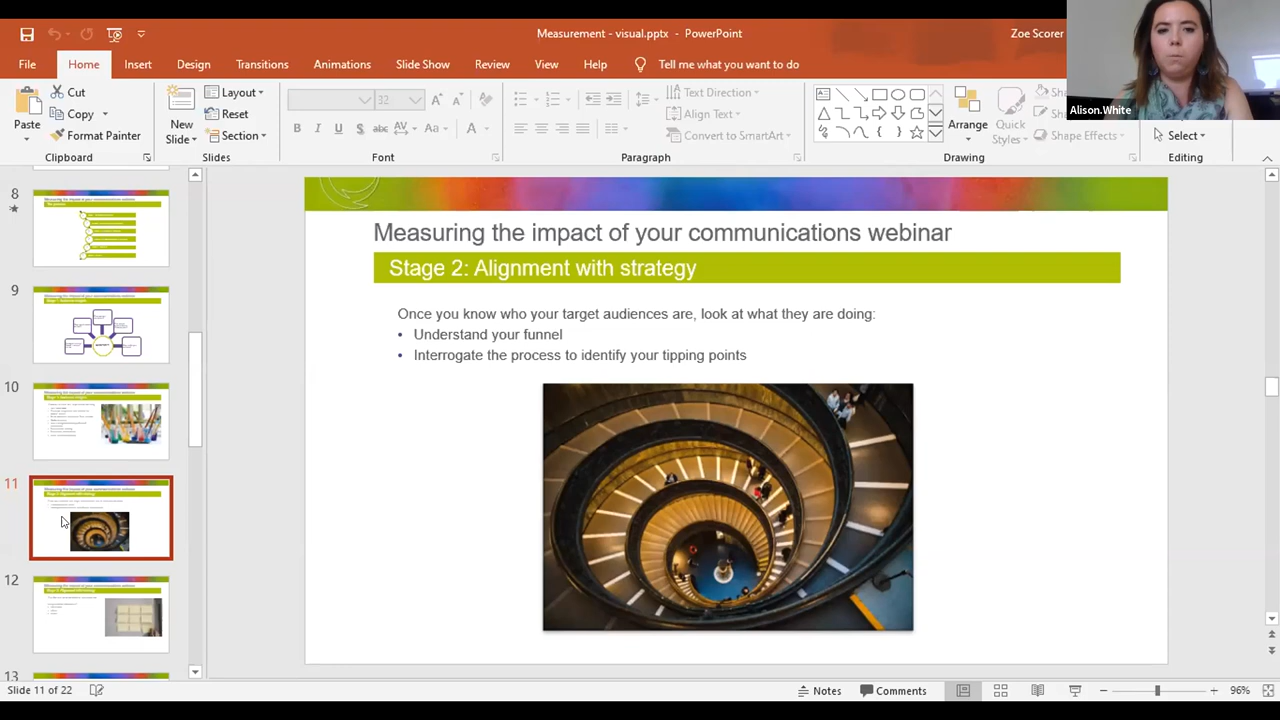 Measurement - visual.pptx - PowerPoint
Zoe Scorer
File Home Insert Design Transitions Animations Slide Show Review View Help Tell me what you want to do
Alison.White
Paste
Cut
Copy
Format Painter
Clipboard
New Slide
Layout
Reset
Section
Slides
32
B I U S abc AV Aa A
Font
Text Direction
Align Text
Convert to SmartArt
Paragraph
Arrange
Quick Styles
Shape Effects
Drawing
Select
Editing
8
9
10
11
12
13
Measuring the impact of your communications webinar
Stage 2: Alignment with strategy
Once you know who your target audiences are, look at what they are doing:
• Understand your funnel
• Interrogate the process to identify your tipping points
Slide 11 of 22
Notes
Comments
96%